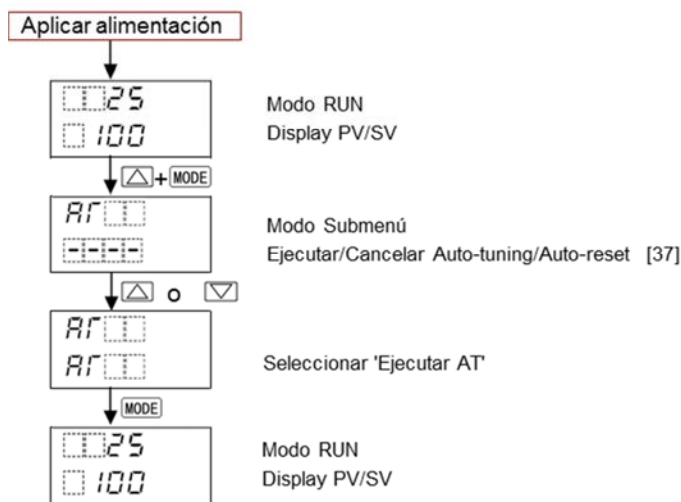 Aplicar alimentación
25
100
Modo RUN
Display PV/SV
+ MODE
AT
----
Modo Submenú
Ejecutar/Cancelar Auto-tuning/Auto-reset [37]
o
AT
AT
Seleccionar 'Ejecutar AT'
MODE
25
100
Modo RUN
Display PV/SV